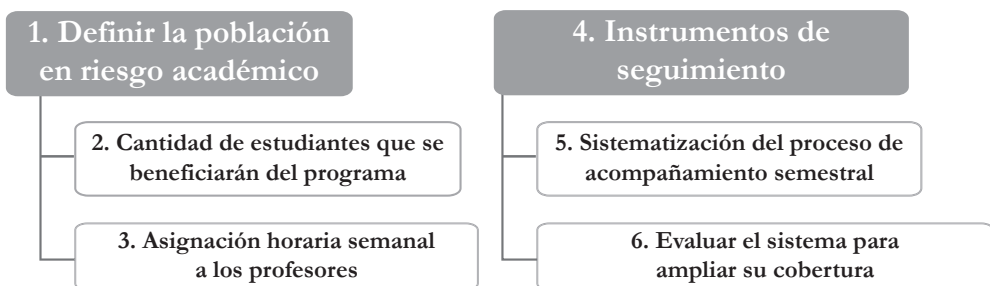 1. Definir la población
en riesgo académico
2. Cantidad de estudiantes que se
beneficiarán del programa
3. Asignación horaria semanal
a los profesores
4. Instrumentos de
seguimiento
5. Sistematización del proceso de
acompañamiento semestral
6. Evaluar el sistema para
ampliar su cobertura